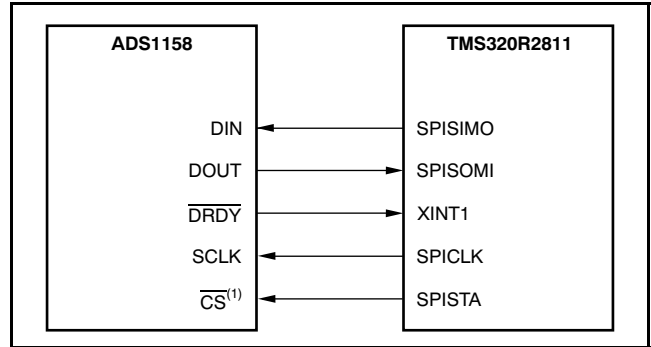 ADS1158 TMS320R2811
DIN SPISIMO
DOUT SPISOMI
DRDY XINT1
SCLK SPICLK
CS(1) SPISTA